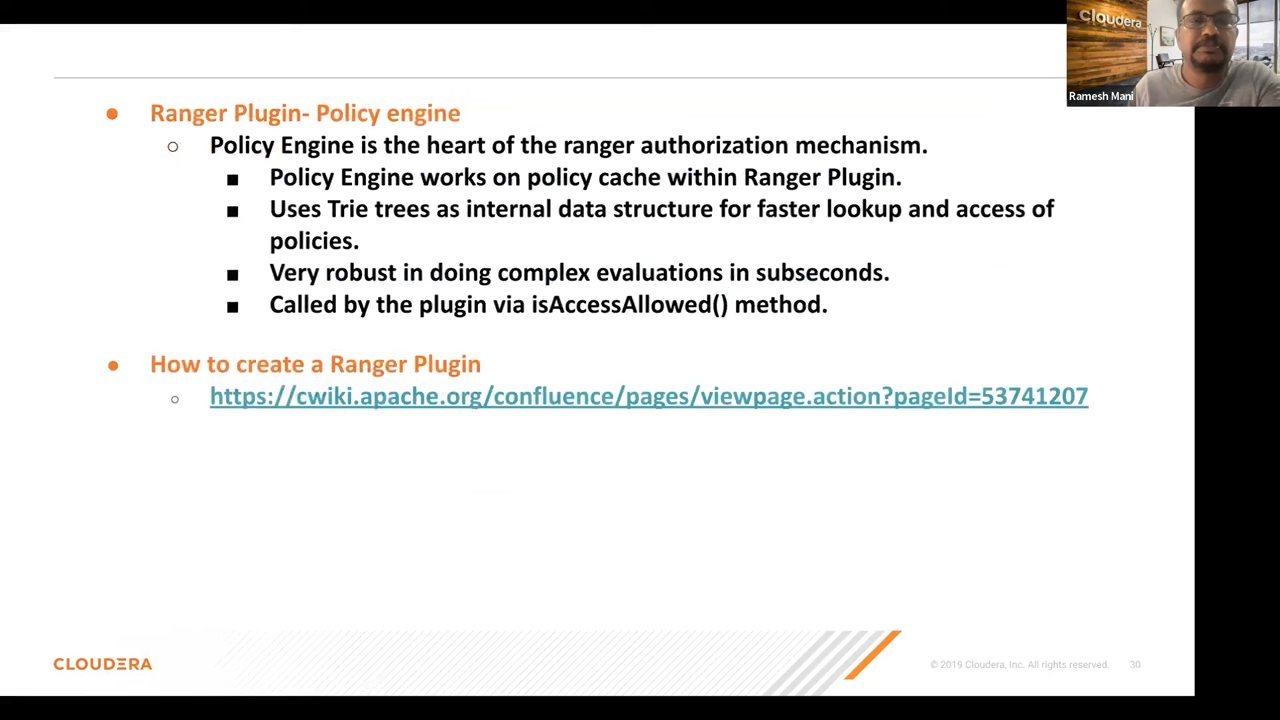 cloudera
Ramesh Mani
● Ranger Plugin- Policy engine
○ Policy Engine is the heart of the ranger authorization mechanism.
■ Policy Engine works on policy cache within Ranger Plugin.
■ Uses Trie trees as internal data structure for faster lookup and access of
policies.
■ Very robust in doing complex evaluations in subseconds.
■ Called by the plugin via isAccessAllowed() method.
● How to create a Ranger Plugin
○ https://cwiki.apache.org/confluence/pages/viewpage.action?pageId=53741207
CLOUDERA
© 2019 Cloudera, Inc. All rights reserved. 30